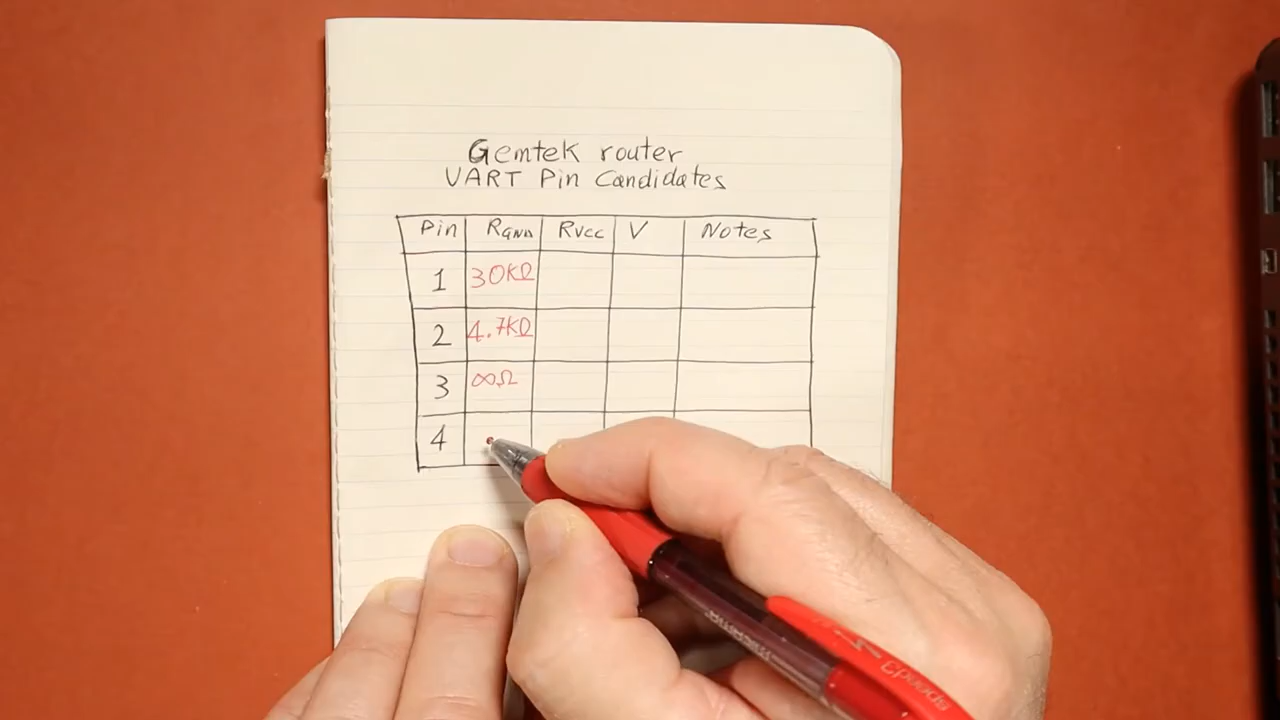 Gemtek router
UART Pin Candidates
Pin RGND RVCC V Notes
1 30KΩ
2 4.7KΩ
3 ∞Ω
4